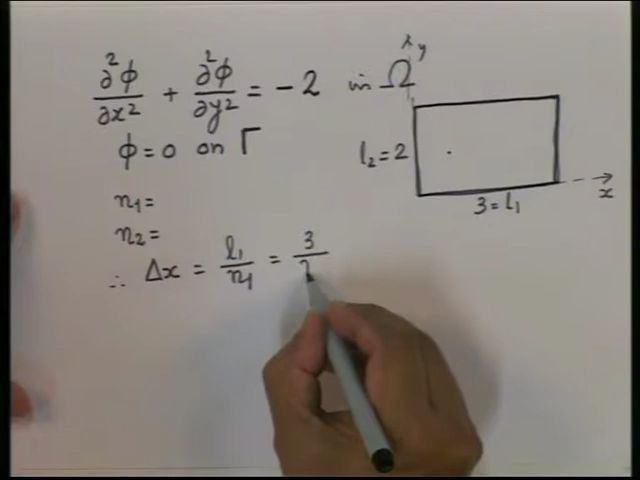 ∂²φ/∂x² + ∂²φ/∂y² = -2 in Ω
φ = 0 on Γ
n₁ =
n₂ =
∴ Δx = l₁/n₁ = 3/
y
l₂ = 2
x
3 = l₁